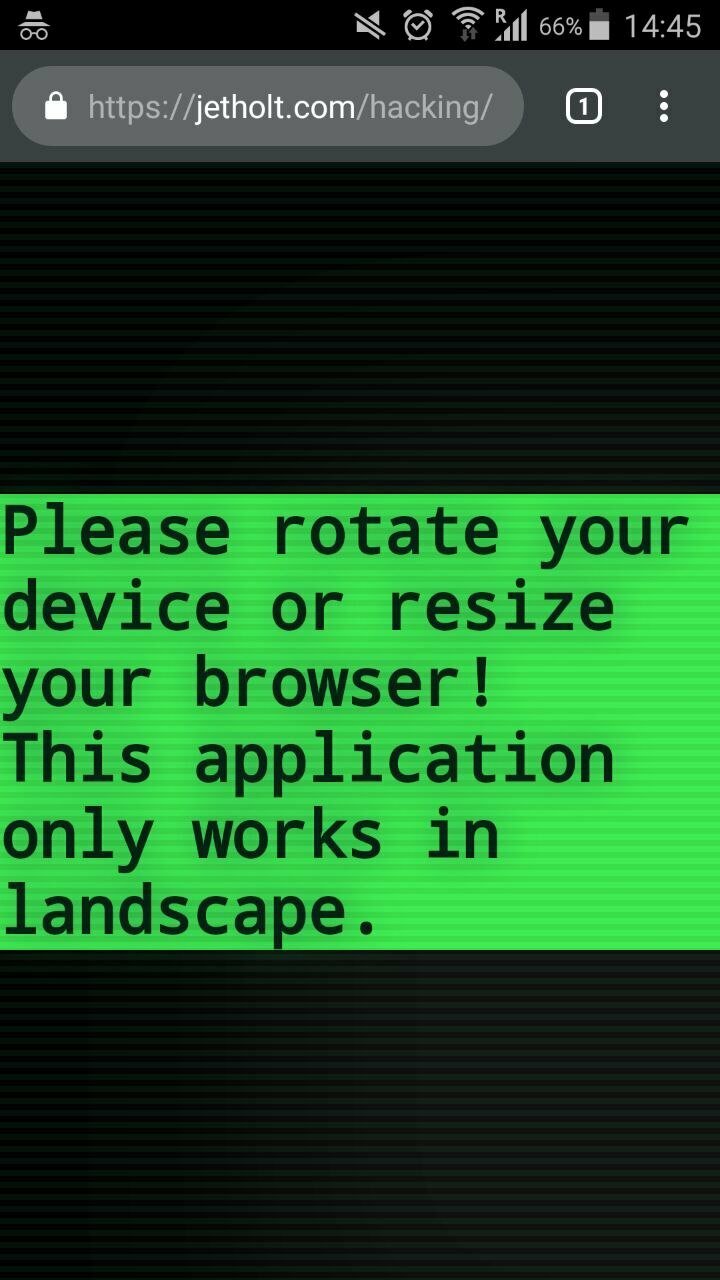 R 66% 14:45
https://jetholt.com/hacking/ 1
Please rotate your
device or resize
your browser!
This application
only works in
landscape.